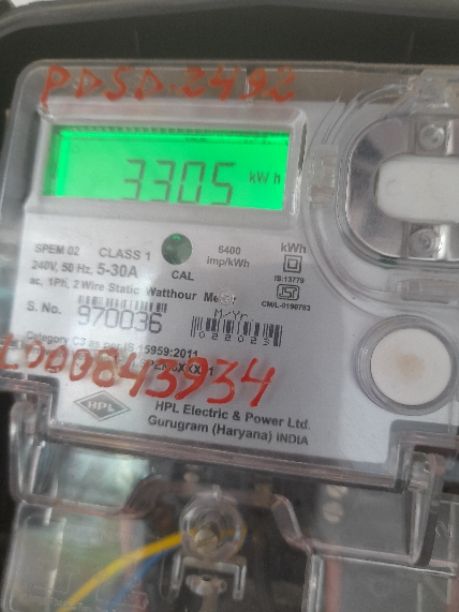 PDSD.2492
3305 kWh
SPEM 02 CLASS 1 6400 imp/kWh kWh
240V, 50 Hz, 5-30A CAL IS:13779
ac, 1Ph, 2 Wire Static Watthour Meter
CM/L-0190793
S. No. 970036 M/Yr.
022023
Category C3 as per IS 15959:2011
L000843934
HPL
HPL Electric & Power Ltd.
Gurugram (Haryana) INDIA